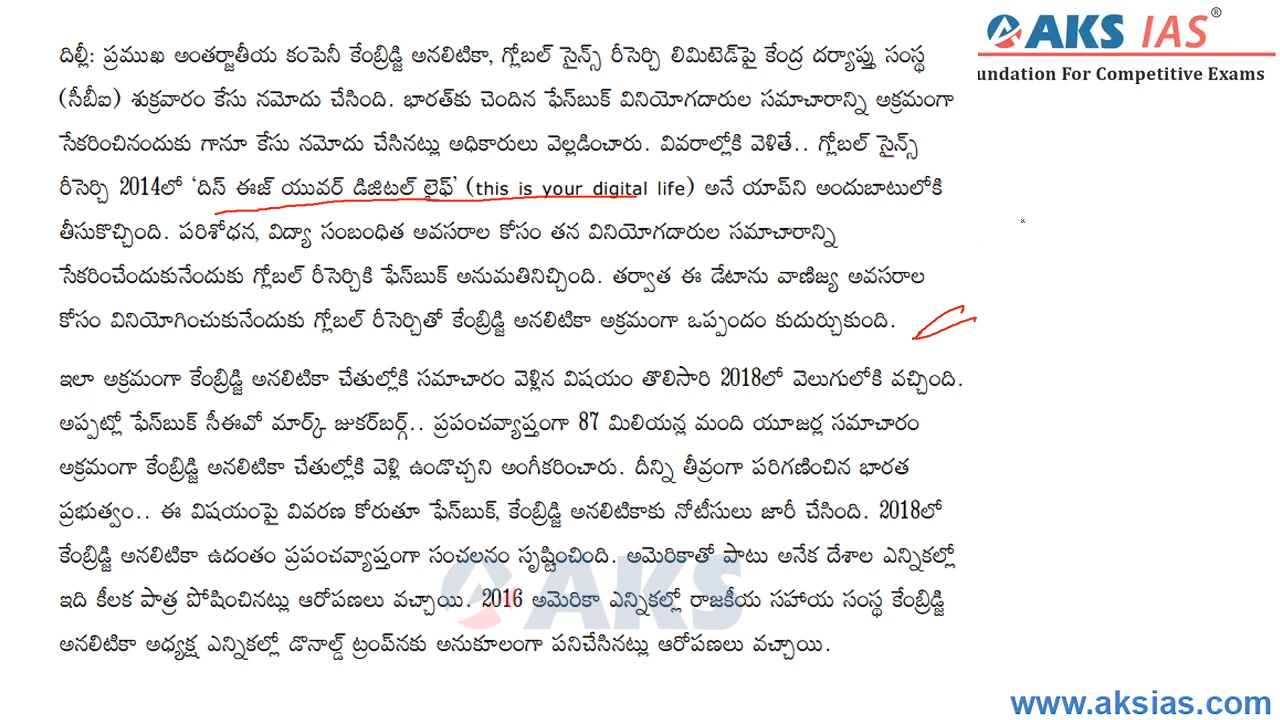 AKS IAS®
undation For Competitive Exams
దిల్లీ: ప్రముఖ అంతర్జాతీయ కంపెనీ కేంబ్రిడ్జి అనలిటికా, గ్లోబల్ సైన్స్ రీసెర్చి లిమిటెడ్‌పై కేంద్ర దర్యాప్తు సంస్థ
(సీబీఐ) శుక్రవారం కేసు నమోదు చేసింది. భారత్‌కు చెందిన ఫేస్‌బుక్ వినియోగదారుల సమాచారాన్ని అక్రమంగా
సేకరించినందుకు గానూ కేసు నమోదు చేసినట్లు అధికారులు వెల్లడించారు. వివరాల్లోకి వెళితే.. గ్లోబల్ సైన్స్
రీసెర్చి 2014లో ‘దిస్ ఈజ్ యువర్ డిజిటల్ లైఫ్’ (this is your digital life) అనే యాప్‌ని అందుబాటులోకి
తీసుకొచ్చింది. పరిశోధన, విద్యా సంబంధిత అవసరాల కోసం తన వినియోగదారుల సమాచారాన్ని
సేకరించేందుకునేందుకు గ్లోబల్ రీసెర్చికి ఫేస్‌బుక్ అనుమతినిచ్చింది. తర్వాత ఈ డేటాను వాణిజ్య అవసరాల
కోసం వినియోగించుకునేందుకు గ్లోబల్ రీసెర్చితో కేంబ్రిడ్జి అనలిటికా అక్రమంగా ఒప్పందం కుదుర్చుకుంది.
ఇలా అక్రమంగా కేంబ్రిడ్జి అనలిటికా చేతుల్లోకి సమాచారం వెళ్లిన విషయం తొలిసారి 2018లో వెలుగులోకి వచ్చింది.
అప్పట్లో ఫేస్‌బుక్ సీఈవో మార్క్ జుకర్‌బర్గ్.. ప్రపంచవ్యాప్తంగా 87 మిలియన్ల మంది యూజర్ల సమాచారం
అక్రమంగా కేంబ్రిడ్జి అనలిటికా చేతుల్లోకి వెళ్లి ఉండొచ్చని అంగీకరించారు. దీన్ని తీవ్రంగా పరిగణించిన భారత
ప్రభుత్వం.. ఈ విషయంపై వివరణ కోరుతూ ఫేస్‌బుక్, కేంబ్రిడ్జి అనలిటికాకు నోటీసులు జారీ చేసింది. 2018లో
కేంబ్రిడ్జి అనలిటికా ఉదంతం ప్రపంచవ్యాప్తంగా సంచలనం సృష్టించింది. అమెరికాతో పాటు అనేక దేశాల ఎన్నికల్లో
ఇది కీలక పాత్ర పోషించినట్లు ఆరోపణలు వచ్చాయి. 2016 అమెరికా ఎన్నికల్లో రాజకీయ సహాయ సంస్థ కేంబ్రిడ్జి
అనలిటికా అధ్యక్ష ఎన్నికల్లో డొనాల్డ్ ట్రంప్‌నకు అనుకూలంగా పనిచేసినట్లు ఆరోపణలు వచ్చాయి.
AKS
www.aksias.com